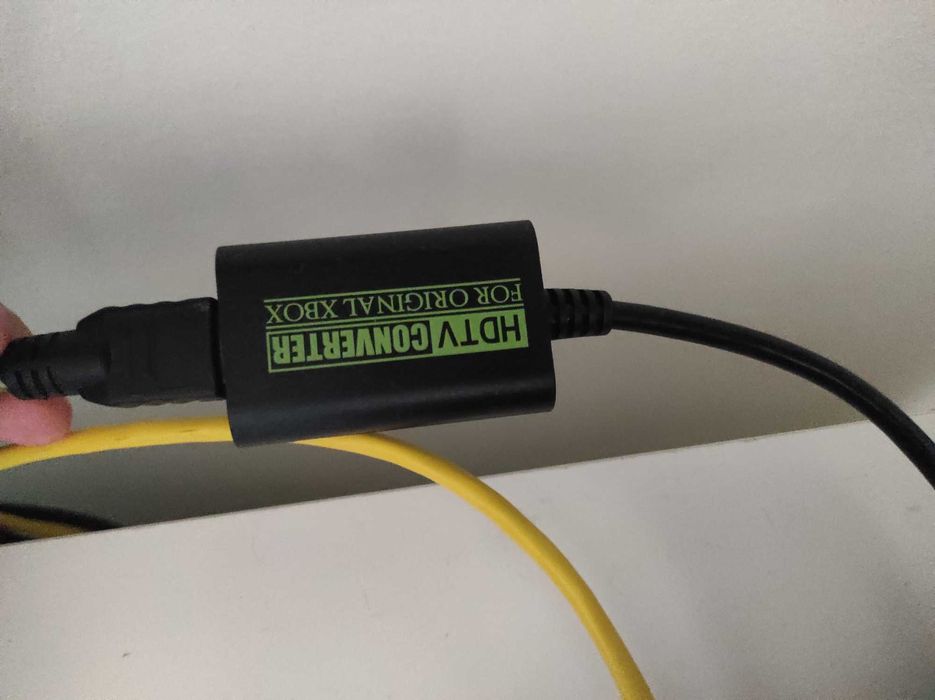 HDTV CONVERTER
FOR ORIGINAL XBOX